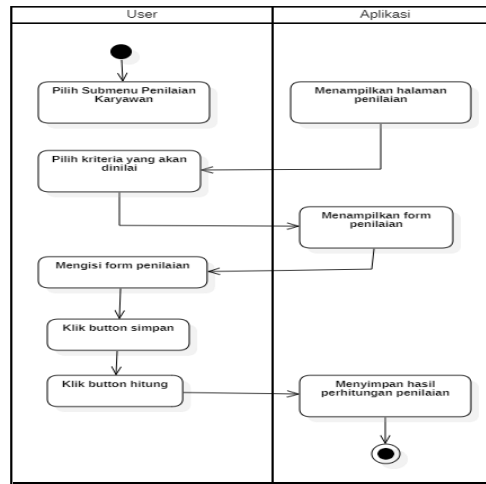 User
Aplikasi
Pilih Submenu Penilaian
Karyawan
Menampilkan halaman
penilaian
Pilih kriteria yang akan
dinilai
Menampilkan form
penilaian
Mengisi form penilaian
Klik button simpan
Klik button hitung
Menyimpan hasil
perhitungan penilaian